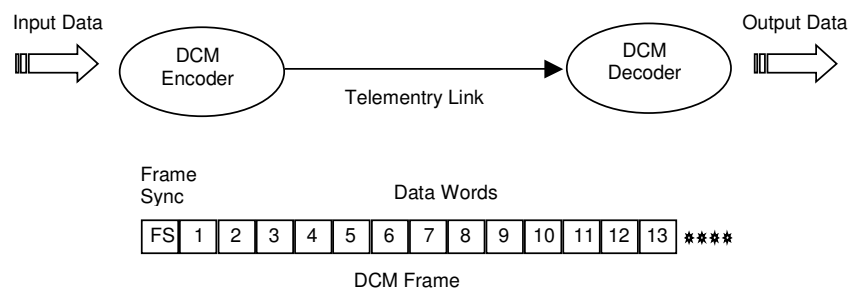 Input Data
Output Data
DCM
Encoder
DCM
Decoder
Telementry Link
Frame
Sync
Data Words
FS 1 2 3 4 5 6 7 8 9 10 11 12 13 ****
DCM Frame